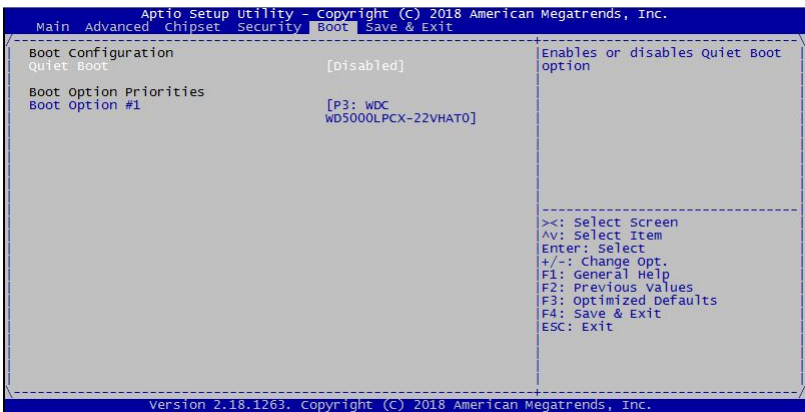 Aptio Setup Utility – Copyright (C) 2018 American Megatrends, Inc.
Main Advanced Chipset Security Boot Save & Exit
Boot Configuration
Quiet Boot [Disabled]
Boot Option Priorities
Boot Option #1 [P3: WDC
WD5000LPCX-22VHAT0]
Enables or disables Quiet Boot
option
><: Select Screen
^v: Select Item
Enter: Select
+/-: Change Opt.
F1: General Help
F2: Previous Values
F3: Optimized Defaults
F4: Save & Exit
ESC: Exit
Version 2.18.1263. Copyright (C) 2018 American Megatrends, Inc.